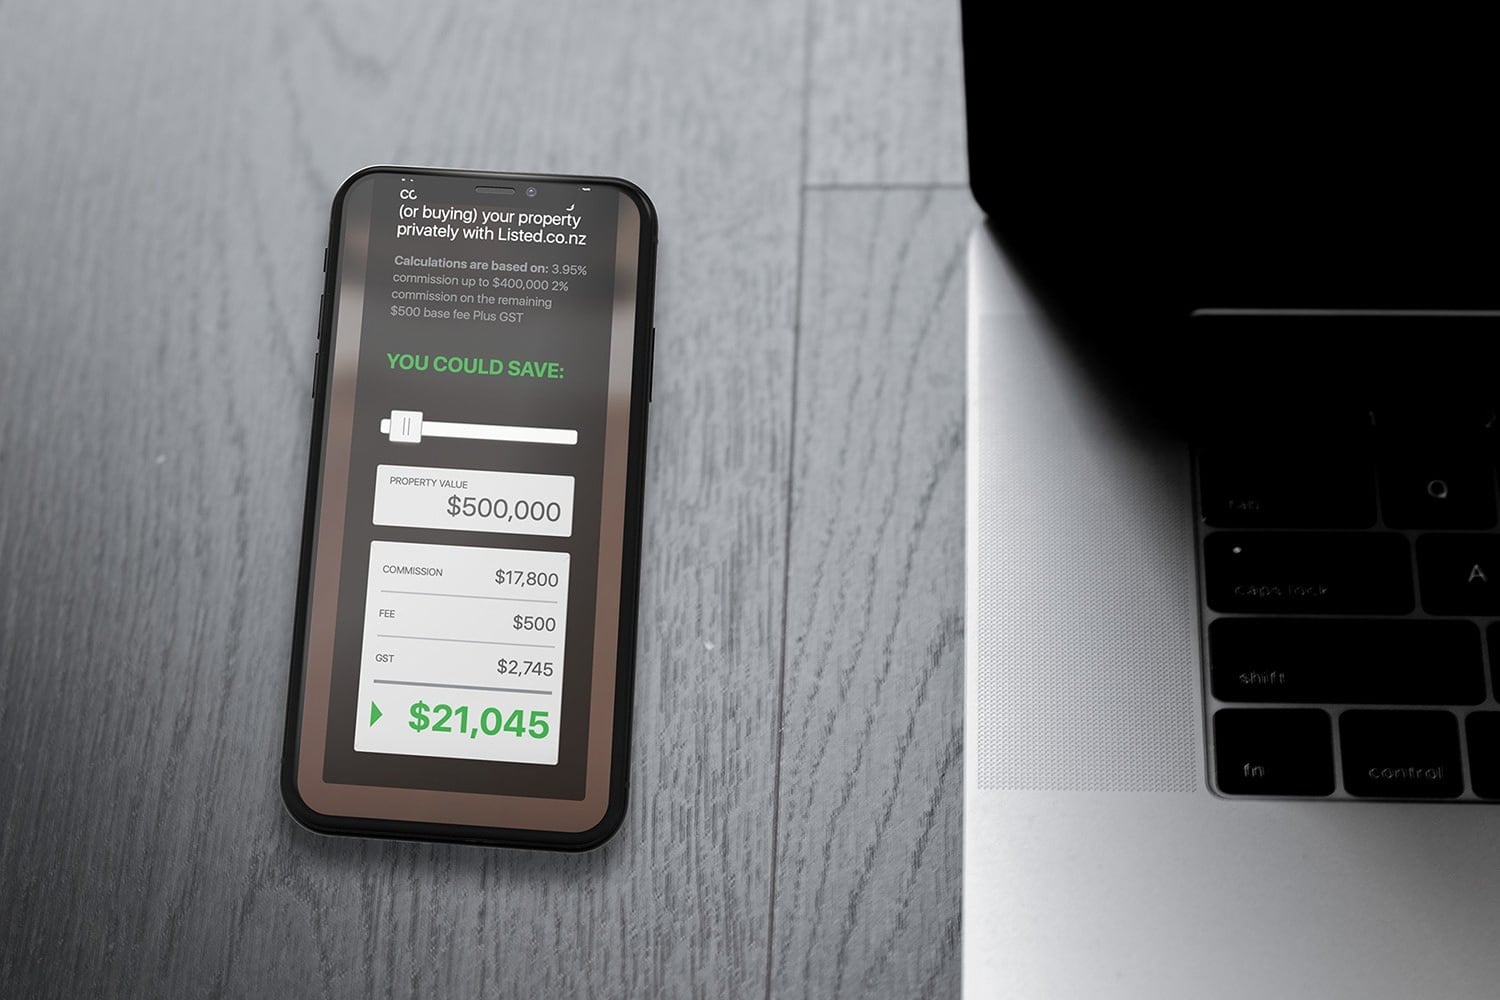 (or buying) your property
privately with Listed.co.nz
Calculations are based on: 3.95%
commission up to $400,000 2%
commission on the remaining
$500 base fee Plus GST
YOU COULD SAVE:
PROPERTY VALUE
$500,000
COMMISSION $17,800
FEE $500
GST $2,745
$21,045
tab Q
caps lock A
shift
fn control